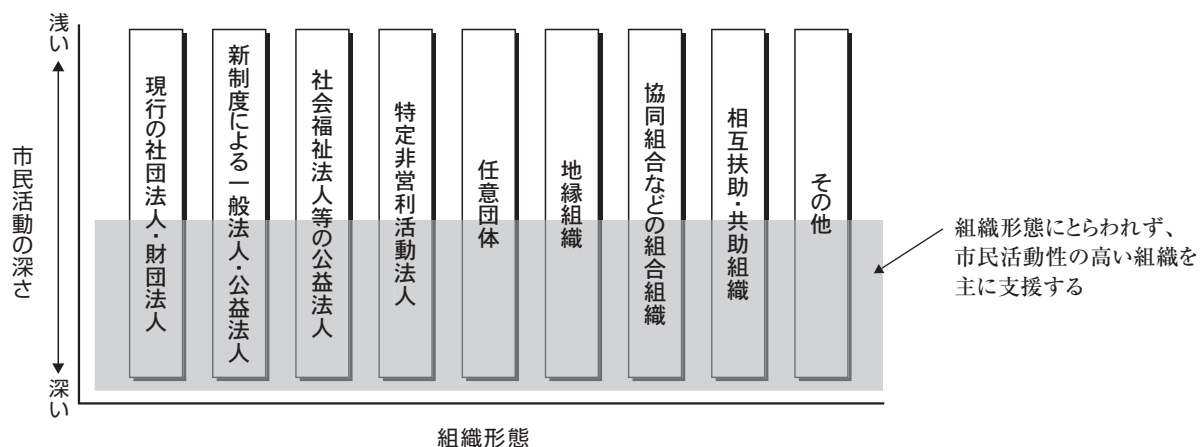 浅い
市民活動の深さ
深い
現行の社団法人・財団法人
新制度による一般法人・公益法人
社会福祉法人等の公益法人
特定非営利活動法人
任意団体
地縁組織
協同組合などの組合組織
相互扶助・共助組織
その他
組織形態にとらわれず、
市民活動性の高い組織を
主に支援する
組織形態